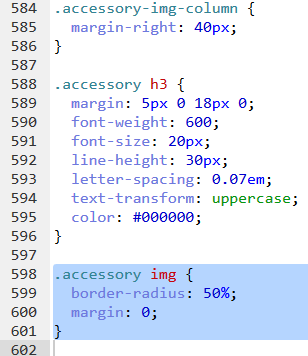 584 .accessory-img-column {
585   margin-right: 40px;
586 }
587
588 .accessory h3 {
589   margin: 5px 0 18px 0;
590   font-weight: 600;
591   font-size: 20px;
592   line-height: 30px;
593   letter-spacing: 0.07em;
594   text-transform: uppercase;
595   color: #000000;
596 }
597
598 .accessory img {
599   border-radius: 50%;
600   margin: 0;
601 }
602